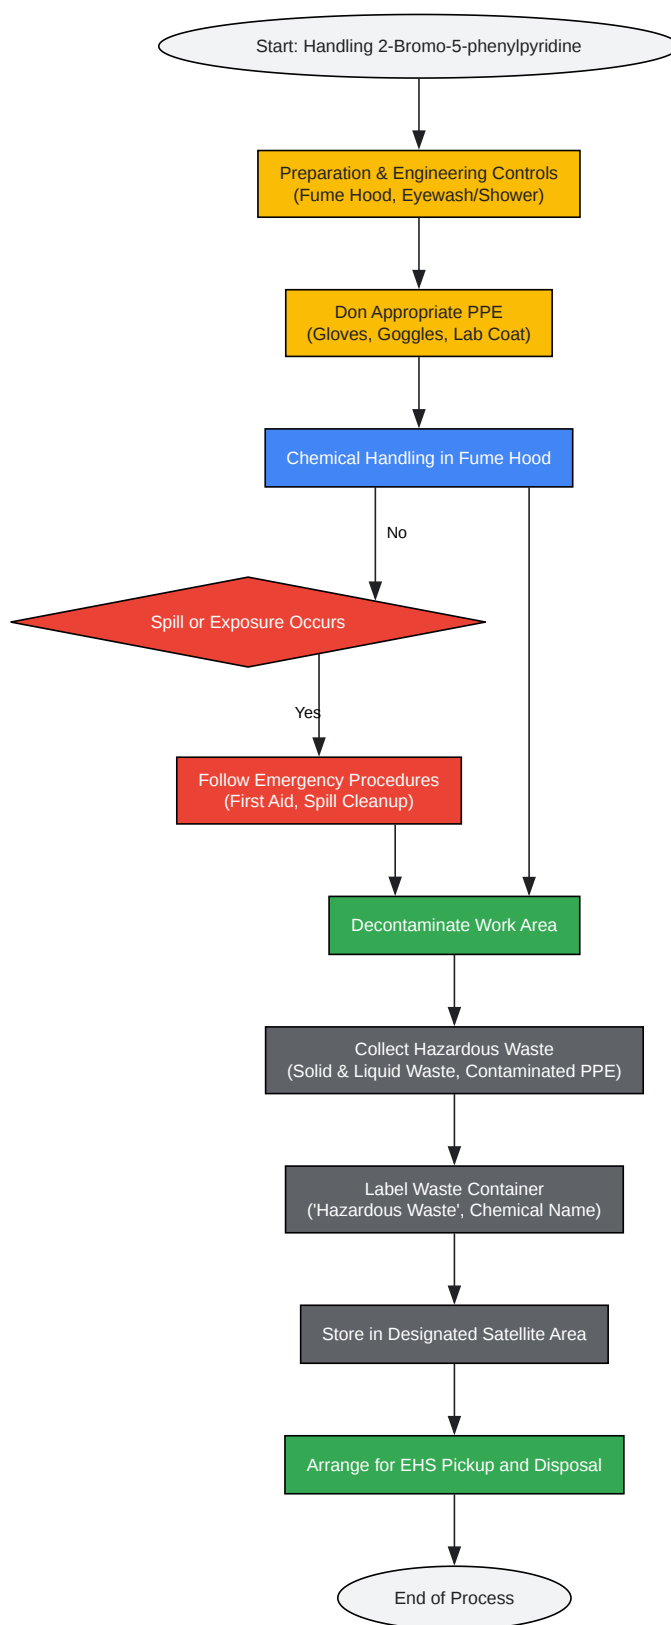 Start: Handling 2-Bromo-5-phenylpyridine
Preparation & Engineering Controls
(Fume Hood, Eyewash/Shower)
Don Appropriate PPE
(Gloves, Goggles, Lab Coat)
Chemical Handling in Fume Hood
No
Spill or Exposure Occurs
Yes
Follow Emergency Procedures
(First Aid, Spill Cleanup)
Decontaminate Work Area
Collect Hazardous Waste
(Solid & Liquid Waste, Contaminated PPE)
Label Waste Container
('Hazardous Waste', Chemical Name)
Store in Designated Satellite Area
Arrange for EHS Pickup and Disposal
End of Process